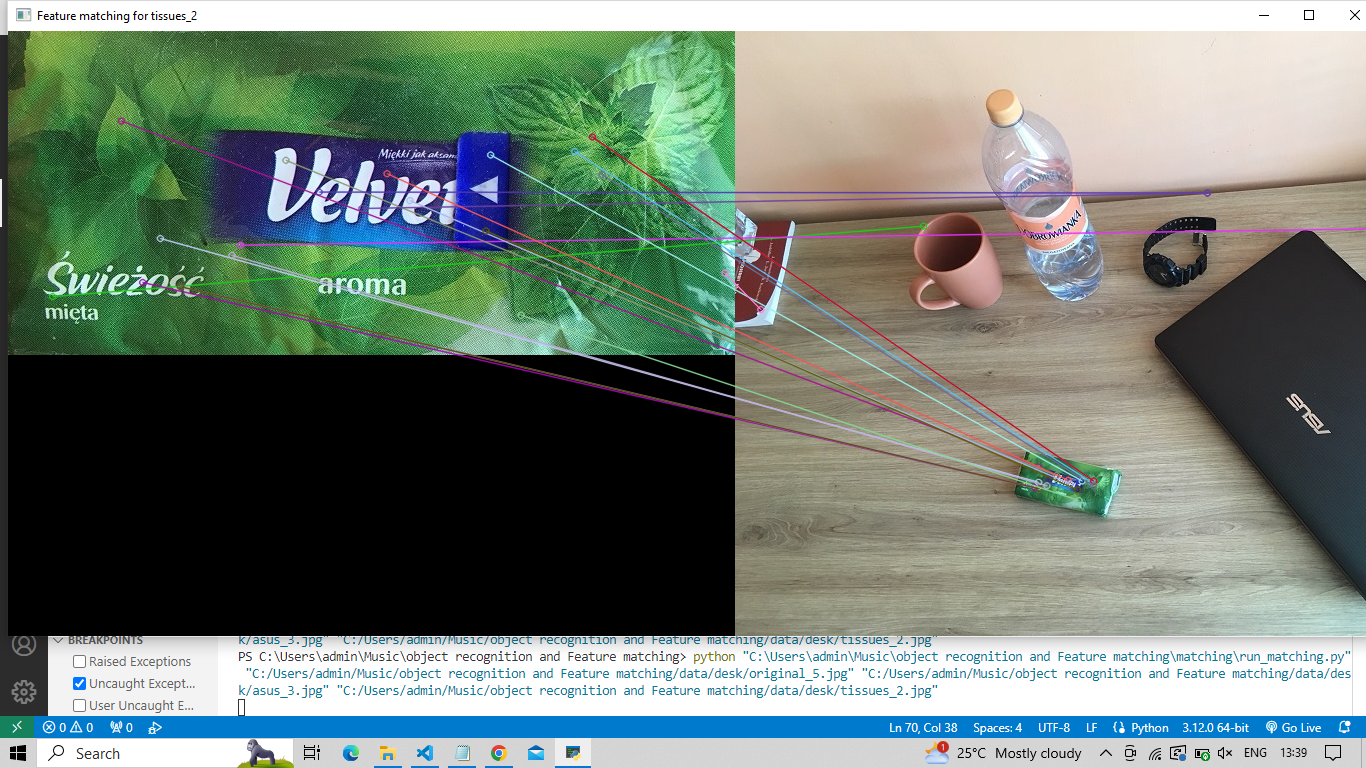 Feature matching for tissues_2
Miękki jak aksam
Velvet
Świeżość
mięta
aroma
DOBROWIANKA
ASUS
Velvet
BREAKPOINTS
Raised Exceptions
Uncaught Except...
User Uncaught E...
k/asus_3.jpg" "C:/Users/admin/Music/object recognition and Feature matching/data/desk/tissues_2.jpg"
PS C:\Users\admin\Music\object recognition and Feature matching> python "C:\Users\admin\Music\object recognition and Feature matching\matching\run_matching.py"
"C:/Users/admin/Music/object recognition and Feature matching/data/desk/original_5.jpg" "C:/Users/admin/Music/object recognition and Feature matching/data/des
k/asus_3.jpg" "C:/Users/admin/Music/object recognition and Feature matching/data/desk/tissues_2.jpg"
0 0 0 Ln 70, Col 38 Spaces: 4 UTF-8 LF Python 3.12.0 64-bit Go Live
Search 1 25°C Mostly cloudy ENG 13:39